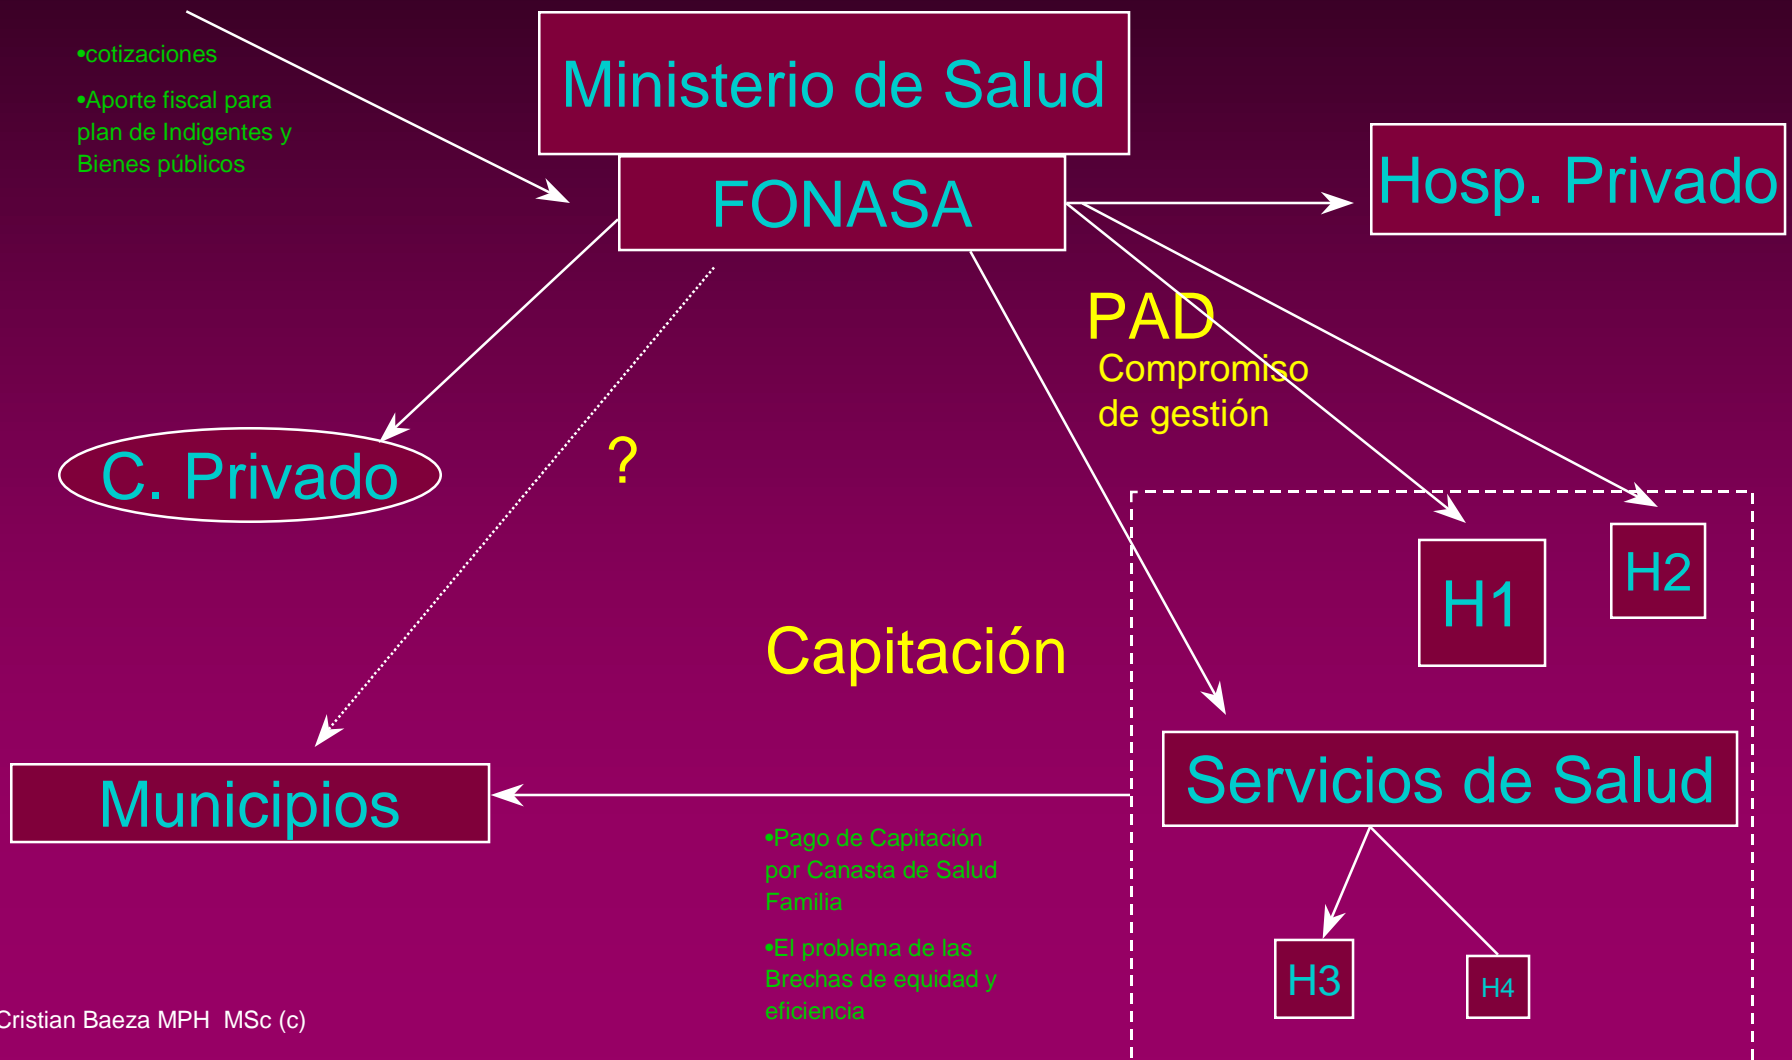 •cotizaciones
•Aporte fiscal para
plan de Indigentes y
Bienes públicos
Ministerio de Salud
FONASA
Hosp. Privado
PAD
Compromiso
de gestión
C. Privado
?
H1
H2
Capitación
Municipios
Servicios de Salud
•Pago de Capitación
por Canasta de Salud
Familia
•El problema de las
Brechas de equidad y
eficiencia
H3
H4
Cristian Baeza MPH MSc (c)